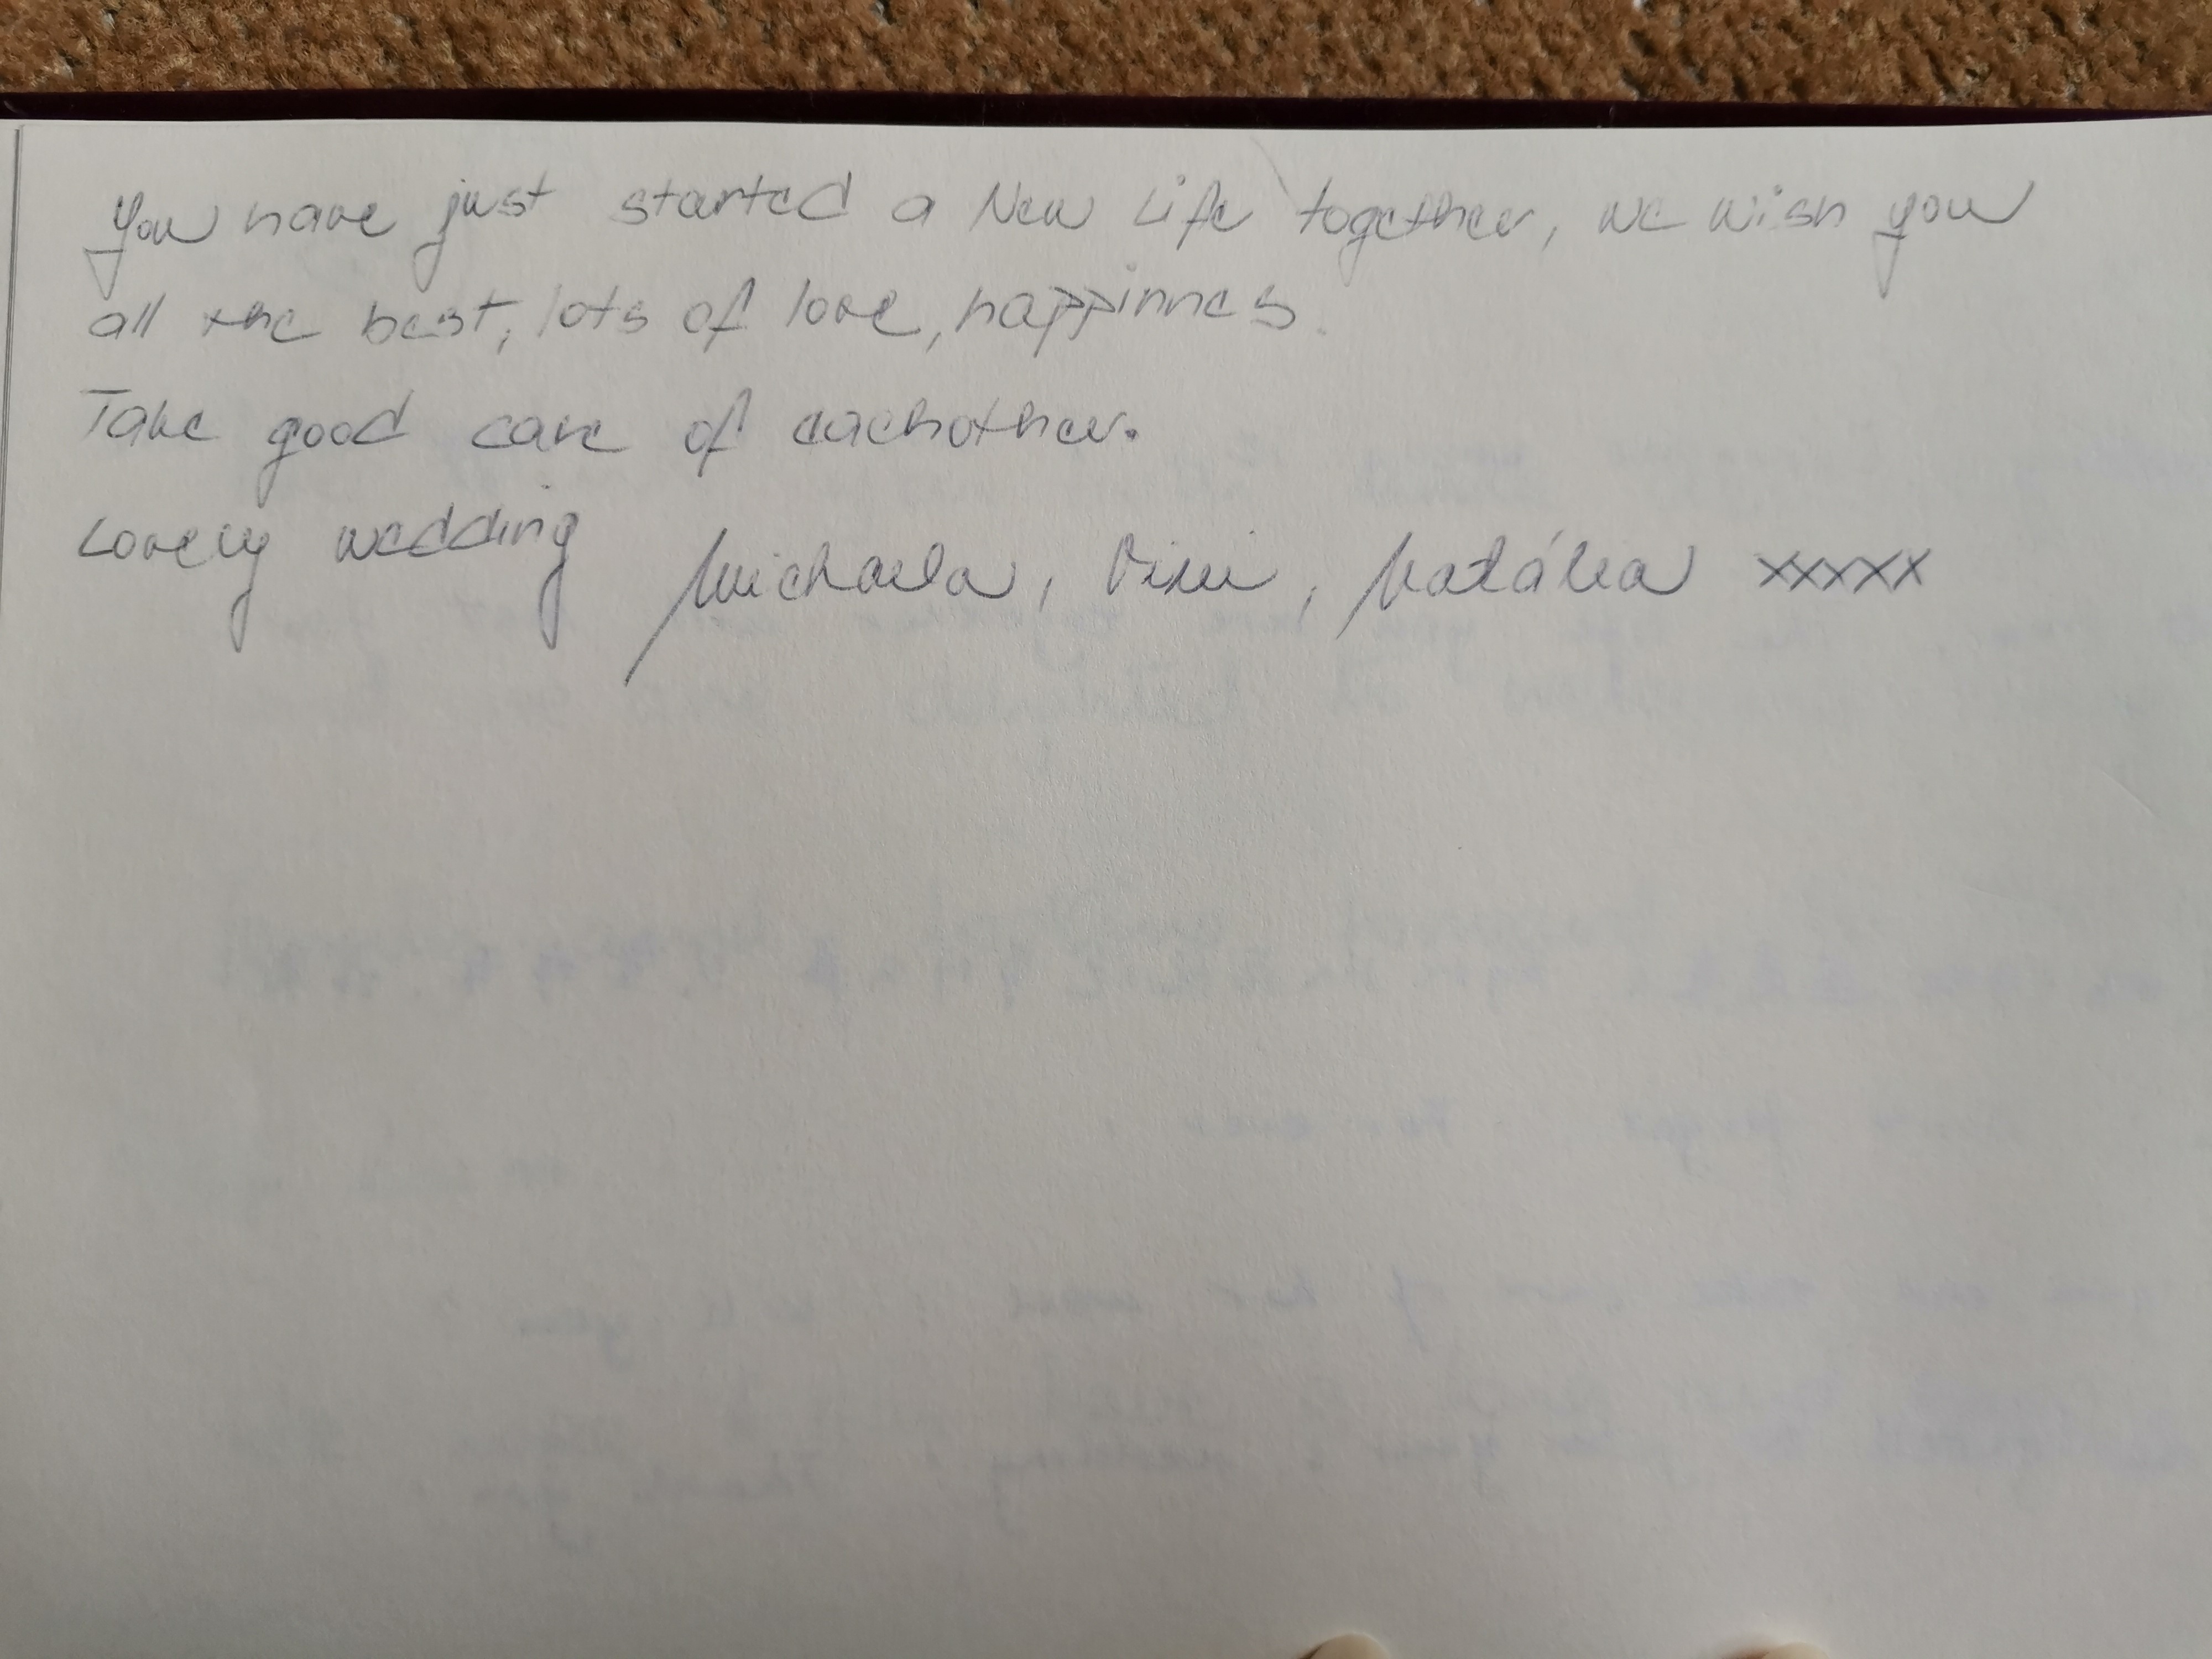 You have just started a New Life together, we wish you
all the best, lots of love, happinnes.
Take good care of eachother.
Lovely wedding Michaela, Vini, Natália xxxxx